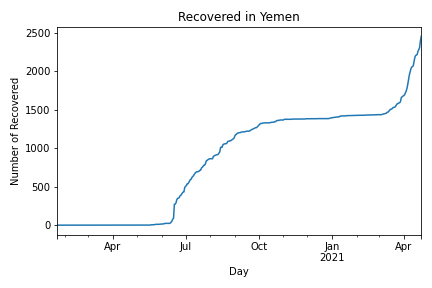 Recovered in Yemen
Number of Recovered
2500
2000
1500
1000
500
0
Apr
Jul
Oct
Jan
2021
Apr
Day